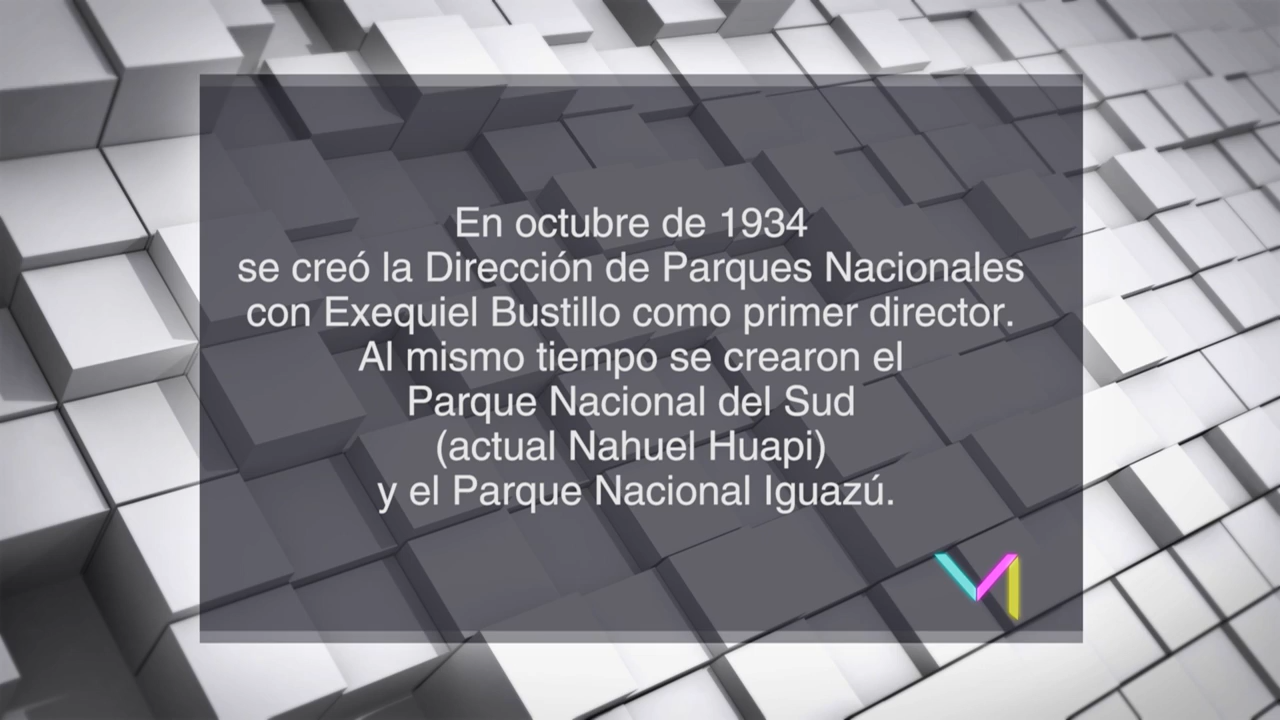 En octubre de 1934
se creó la Dirección de Parques Nacionales
con Exequiel Bustillo como primer director.
Al mismo tiempo se crearon el
Parque Nacional del Sud
(actual Nahuel Huapi)
y el Parque Nacional Iguazú.